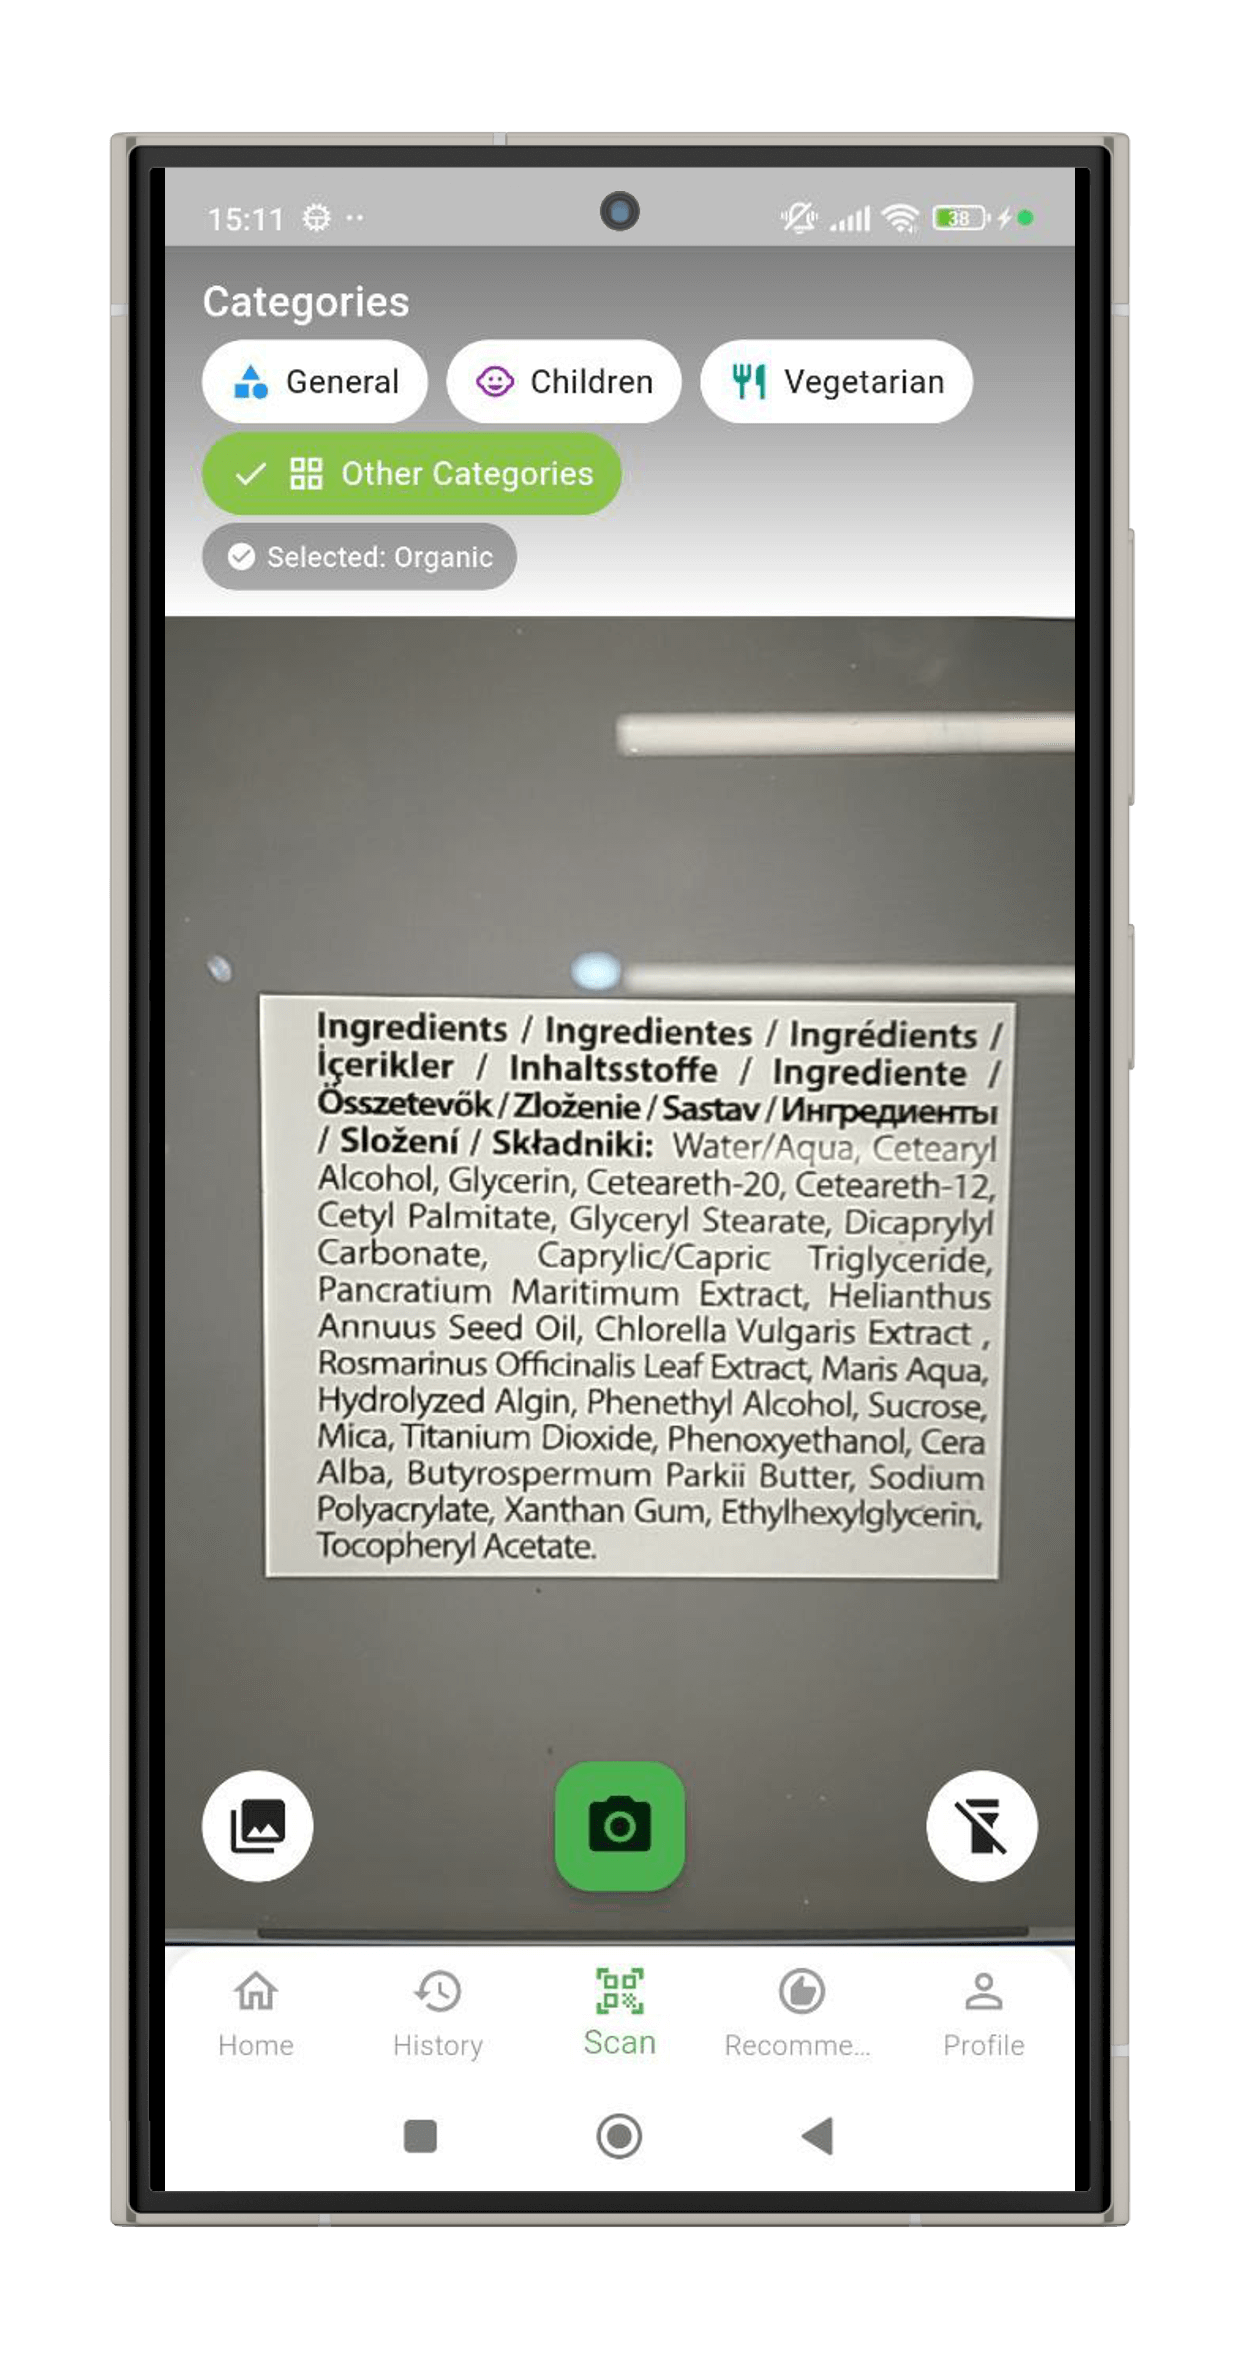 15:11
38
Categories
General
Children
Vegetarian
Other Categories
Selected: Organic
Ingredients / Ingredientes / Ingrédients /
İçerikler / Inhaltsstoffe / Ingrediente /
Összetevők / Zloženie / Sastav / Ингредиенты
/ Složení / Składniki: Water/Aqua, Cetearyl
Alcohol, Glycerin, Ceteareth-20, Ceteareth-12,
Cetyl Palmitate, Glyceryl Stearate, Dicaprylyl
Carbonate, Caprylic/Capric Triglyceride,
Pancratium Maritimum Extract, Helianthus
Annuus Seed Oil, Chlorella Vulgaris Extract ,
Rosmarinus Officinalis Leaf Extract, Maris Aqua,
Hydrolyzed Algin, Phenethyl Alcohol, Sucrose,
Mica, Titanium Dioxide, Phenoxyethanol, Cera
Alba, Butyrospermum Parkii Butter, Sodium
Polyacrylate, Xanthan Gum, Ethylhexylglycerin,
Tocopheryl Acetate.
Home
History
Scan
Recomme...
Profile